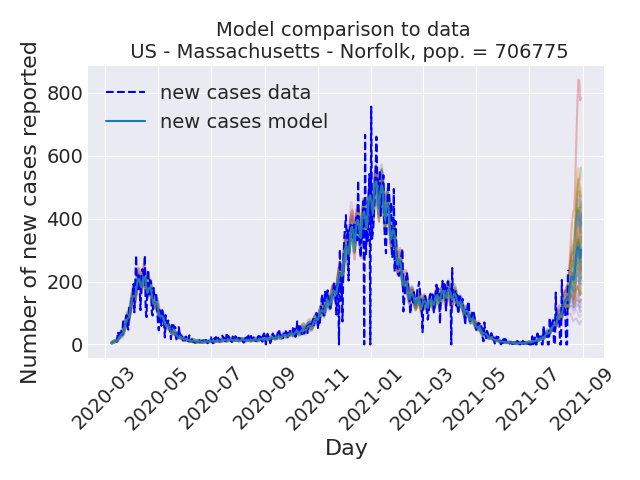 Model comparison to data
US - Massachusetts - Norfolk, pop. = 706775
Number of new cases reported
800
600
400
200
0
new cases data
new cases model
2020-03
2020-05
2020-07
2020-09
2020-11
2021-01
2021-03
2021-05
2021-07
2021-09
Day